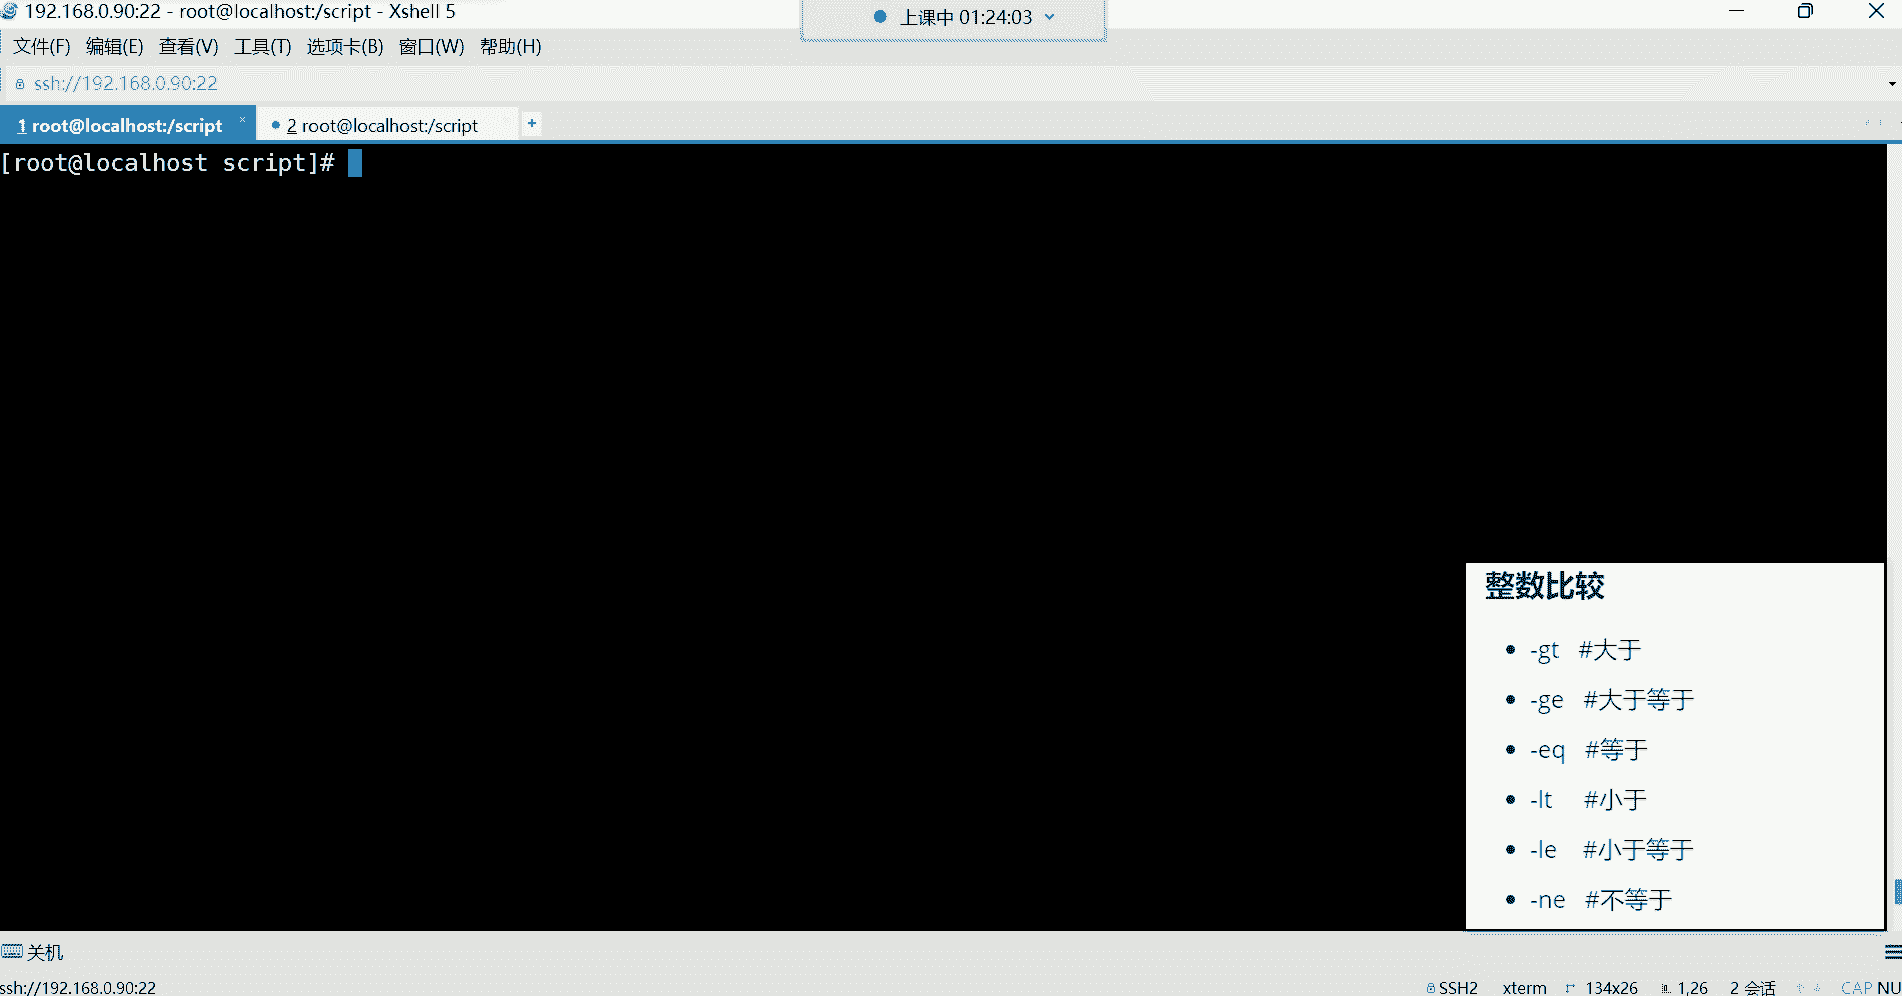 192.168.0.90:22 - root@localhost:/script - Xshell 5
上课中 01:24:03
文件(F) 编辑(E) 查看(V) 工具(T) 选项卡(B) 窗口(W) 帮助(H)
ssh://192.168.0.90:22
1 root@localhost:/script × • 2 root@localhost:/script +
[root@localhost script]#
整数比较
• -gt #大于
• -ge #大于等于
• -eq #等于
• -lt #小于
• -le #小于等于
• -ne #不等于
关机
ssh://192.168.0.90:22 SSH2 xterm 134x26 1,26 2 会话 CAP NU